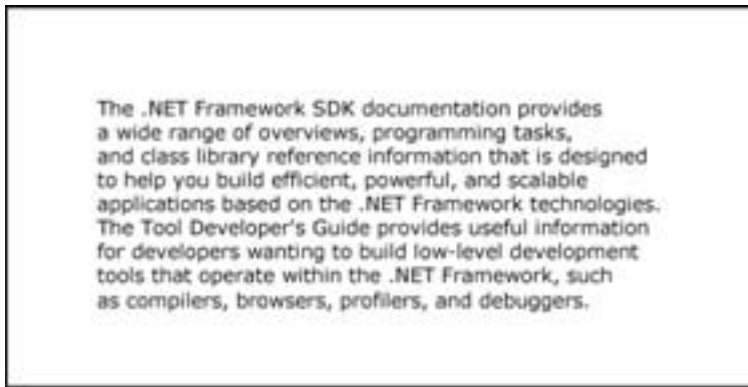 The .NET Framework SDK documentation provides
a wide range of overviews, programming tasks,
and class library reference information that is designed
to help you build efficient, powerful, and scalable
applications based on the .NET Framework technologies.
The Tool Developer's Guide provides useful information
for developers wanting to build low-level development
tools that operate within the .NET Framework, such
as compilers, browsers, profilers, and debuggers.